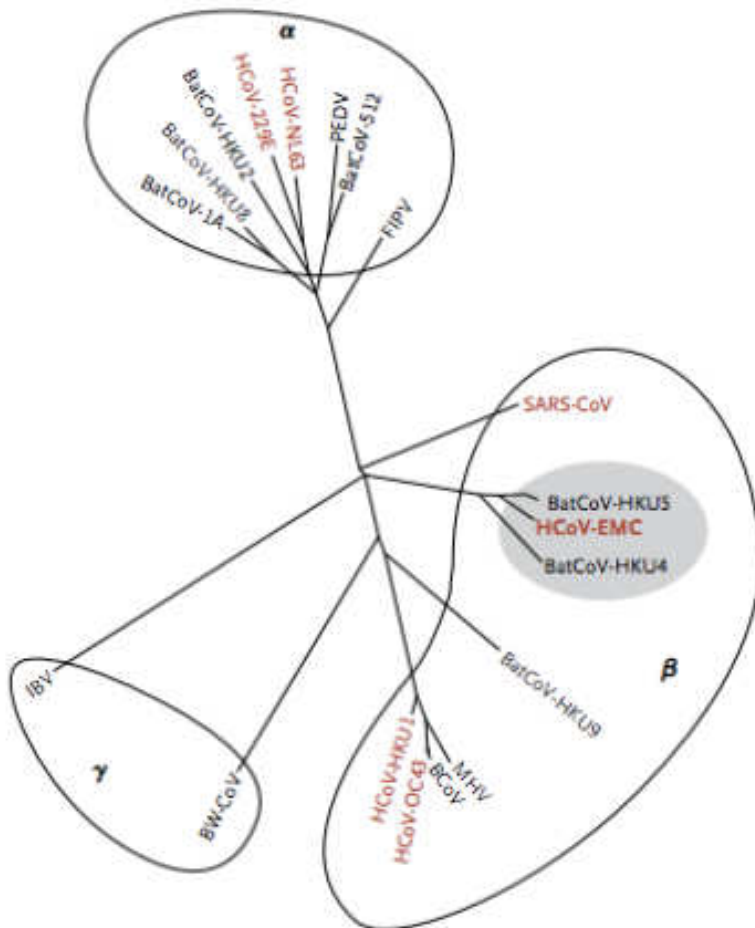 α
BatCoV-1A
BatCoV-HKU8
BatCoV-HKU2
HCoV-229E
HCoV-NL63
PEDV
BatCoV-512
FIPV
SARS-CoV
BatCoV-HKU5
HCoV-EMC
BatCoV-HKU4
BatCoV-HKU9
β
IBV
γ
BW-CoV
HCoV-HKU1
HCoV-OC43
BCoV
MHV